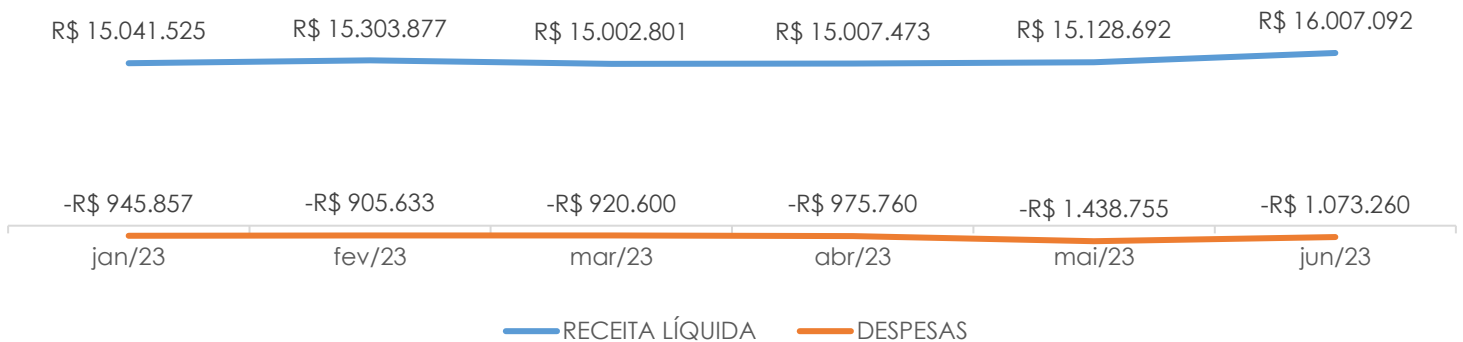 R$ 15.041.525 R$ 15.303.877 R$ 15.002.801 R$ 15.007.473 R$ 15.128.692 R$ 16.007.092
-R$ 945.857 -R$ 905.633 -R$ 920.600 -R$ 975.760 -R$ 1.438.755 -R$ 1.073.260
jan/23 fev/23 mar/23 abr/23 mai/23 jun/23
RECEITA LÍQUIDA DESPESAS